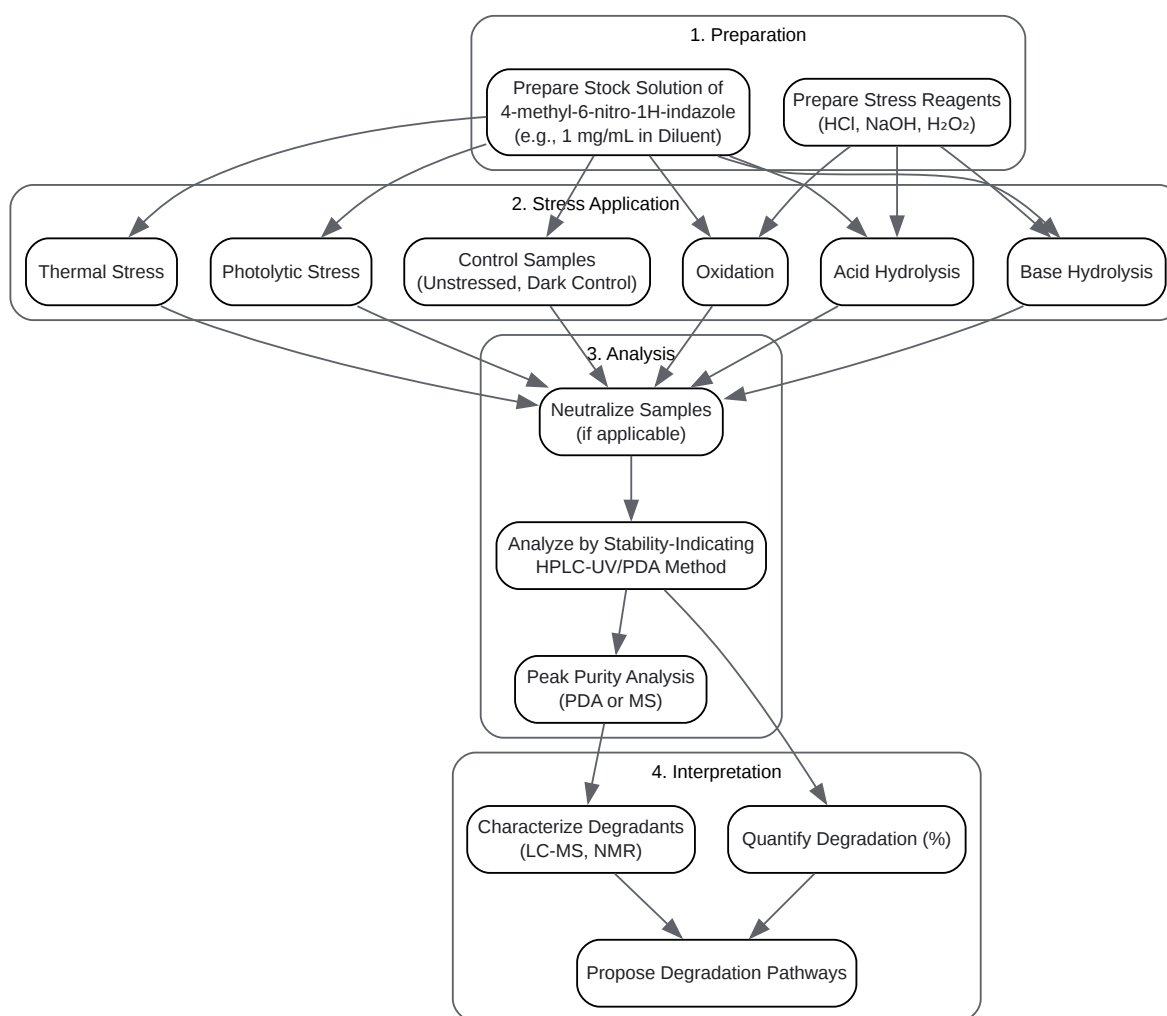 1. Preparation
Prepare Stock Solution of
4-methyl-6-nitro-1H-indazole
(e.g., 1 mg/mL in Diluent)
Prepare Stress Reagents
(HCl, NaOH, H₂O₂)
2. Stress Application
Thermal Stress
Photolytic Stress
Control Samples
(Unstressed, Dark Control)
Oxidation
Acid Hydrolysis
Base Hydrolysis
3. Analysis
Neutralize Samples
(if applicable)
Analyze by Stability-Indicating
HPLC-UV/PDA Method
Peak Purity Analysis
(PDA or MS)
4. Interpretation
Characterize Degradants
(LC-MS, NMR)
Quantify Degradation (%)
Propose Degradation Pathways